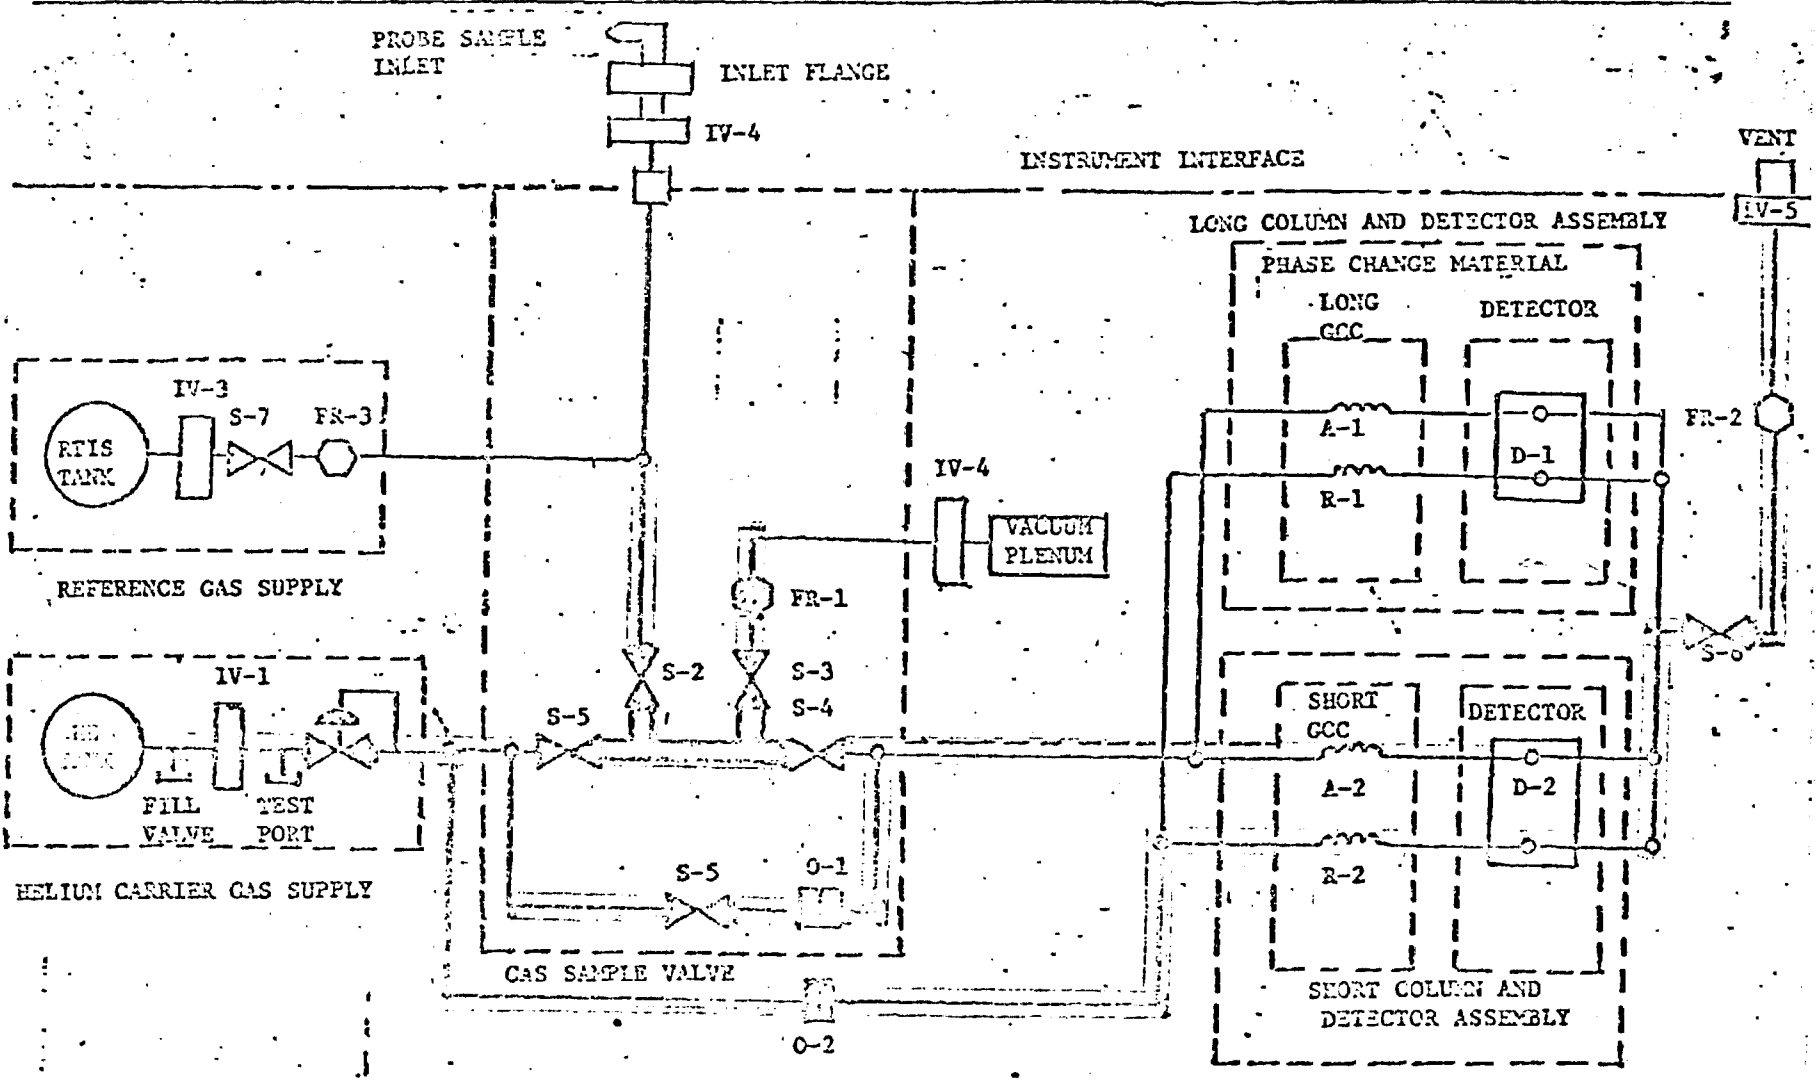 PROBE SAMPLE
INLET
INLET FLANGE
IV-4
INSTRUMENT INTERFACE
VENT
IV-5
LONG COLUMN AND DETECTOR ASSEMBLY
PHASE CHANGE MATERIAL
LONG
GCC
DETECTOR
IV-3
S-7
FR-3
RTIS
TANK
A-1
D-1
R-1
FR-2
IV-4
VACUUM
PLENUM
REFERENCE GAS SUPPLY
FR-1
IV-1
S-2
S-3
S-4
S-5
SHORT
GCC
DETECTOR
TANK
FILL
VALVE
TEST
PORT
A-2
D-2
HELIUM CARRIER GAS SUPPLY
S-5
O-1
R-2
GAS SAMPLE VALVE
SHORT COLUMN AND
DETECTOR ASSEMBLY
O-2